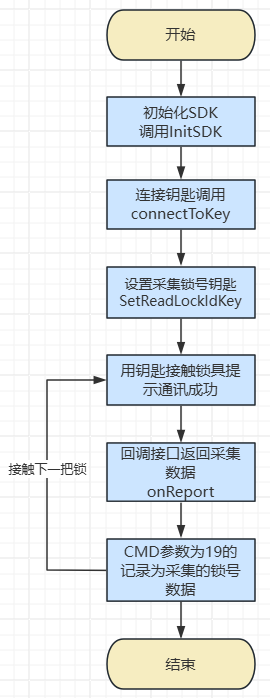 开始
初始化SDK
调用InitSDK
连接钥匙调用
connectToKey
设置采集锁号钥匙
SetReadLockIdKey
用钥匙接触锁具提
示通讯成功
接触下一把锁
回调接口返回采集
数据
onReport
CMD参数为19的
记录为采集的锁号
数据
结束